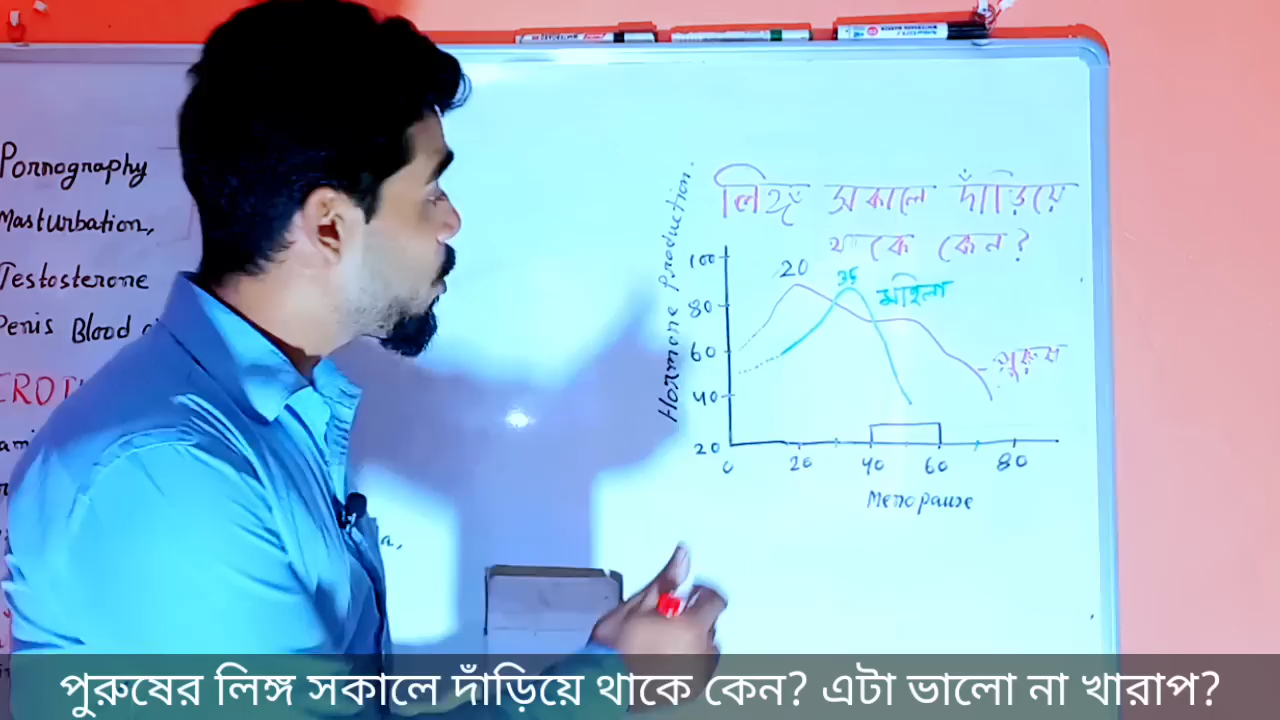 Pornography
Masturbation,
Testosterone
Penis Blood
লিঙ্গ সকালে দাঁড়িয়ে
থাকে কেন?
Hormone Production.
100
80
60
40
20
0
20
40
60
80
20
35
মহিলা
পুরুষ
Menopause
পুরুষের লিঙ্গ সকালে দাঁড়িয়ে থাকে কেন? এটা ভালো না খারাপ?